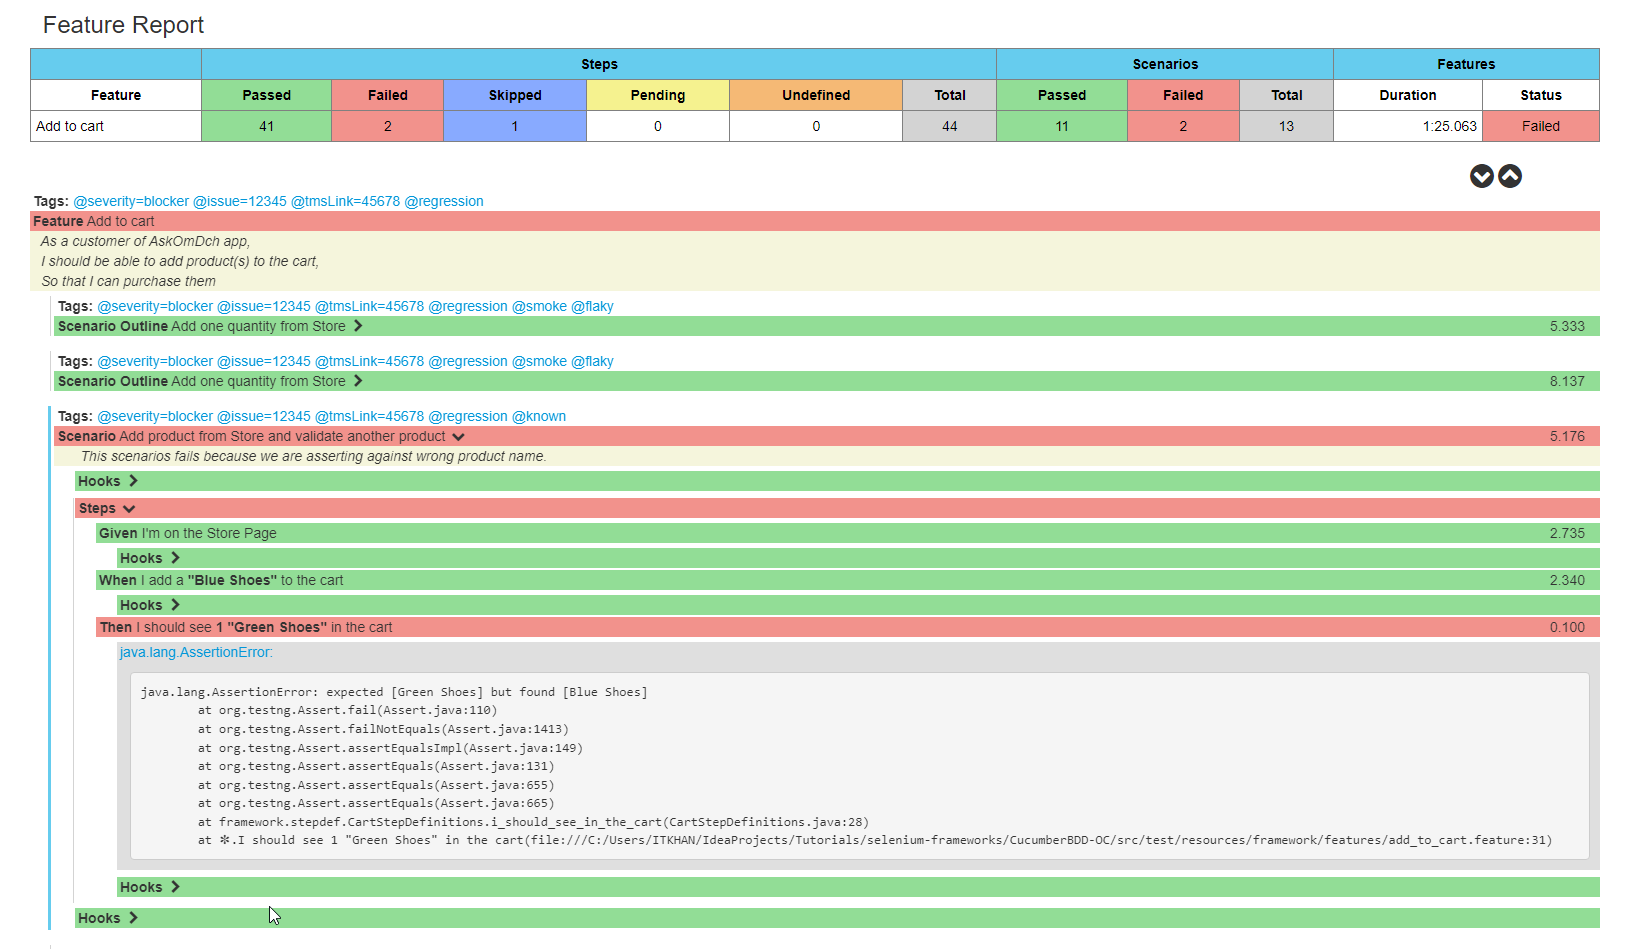 Feature Report
Steps Scenarios Features
Feature Passed Failed Skipped Pending Undefined Total Passed Failed Total Duration Status
Add to cart 41 2 1 0 0 44 11 2 13 1:25.063 Failed
Tags: @severity=blocker @issue=12345 @tmsLink=45678 @regression
Feature Add to cart
As a customer of AskOmDch app,
I should be able to add product(s) to the cart,
So that I can purchase them
Tags: @severity=blocker @issue=12345 @tmsLink=45678 @regression @smoke @flaky
Scenario Outline Add one quantity from Store 5.333
Tags: @severity=blocker @issue=12345 @tmsLink=45678 @regression @smoke @flaky
Scenario Outline Add one quantity from Store 8.137
Tags: @severity=blocker @issue=12345 @tmsLink=45678 @regression @known
Scenario Add product from Store and validate another product 5.176
This scenarios fails because we are asserting against wrong product name.
Hooks
Steps
Given I'm on the Store Page 2.735
Hooks
When I add a "Blue Shoes" to the cart 2.340
Hooks
Then I should see 1 "Green Shoes" in the cart 0.100
java.lang.AssertionError:
java.lang.AssertionError: expected [Green Shoes] but found [Blue Shoes]
at org.testng.Assert.fail(Assert.java:110)
at org.testng.Assert.failNotEquals(Assert.java:1413)
at org.testng.Assert.assertEqualsImpl(Assert.java:149)
at org.testng.Assert.assertEquals(Assert.java:131)
at org.testng.Assert.assertEquals(Assert.java:655)
at org.testng.Assert.assertEquals(Assert.java:665)
at framework.stepdef.CartStepDefinitions.i_should_see_in_the_cart(CartStepDefinitions.java:28)
at ✽.I should see 1 "Green Shoes" in the cart(file:///C:/Users/ITKHAN/IdeaProjects/Tutorials/selenium-frameworks/CucumberBDD-OC/src/test/resources/framework/features/add_to_cart.feature:31)
Hooks
Hooks